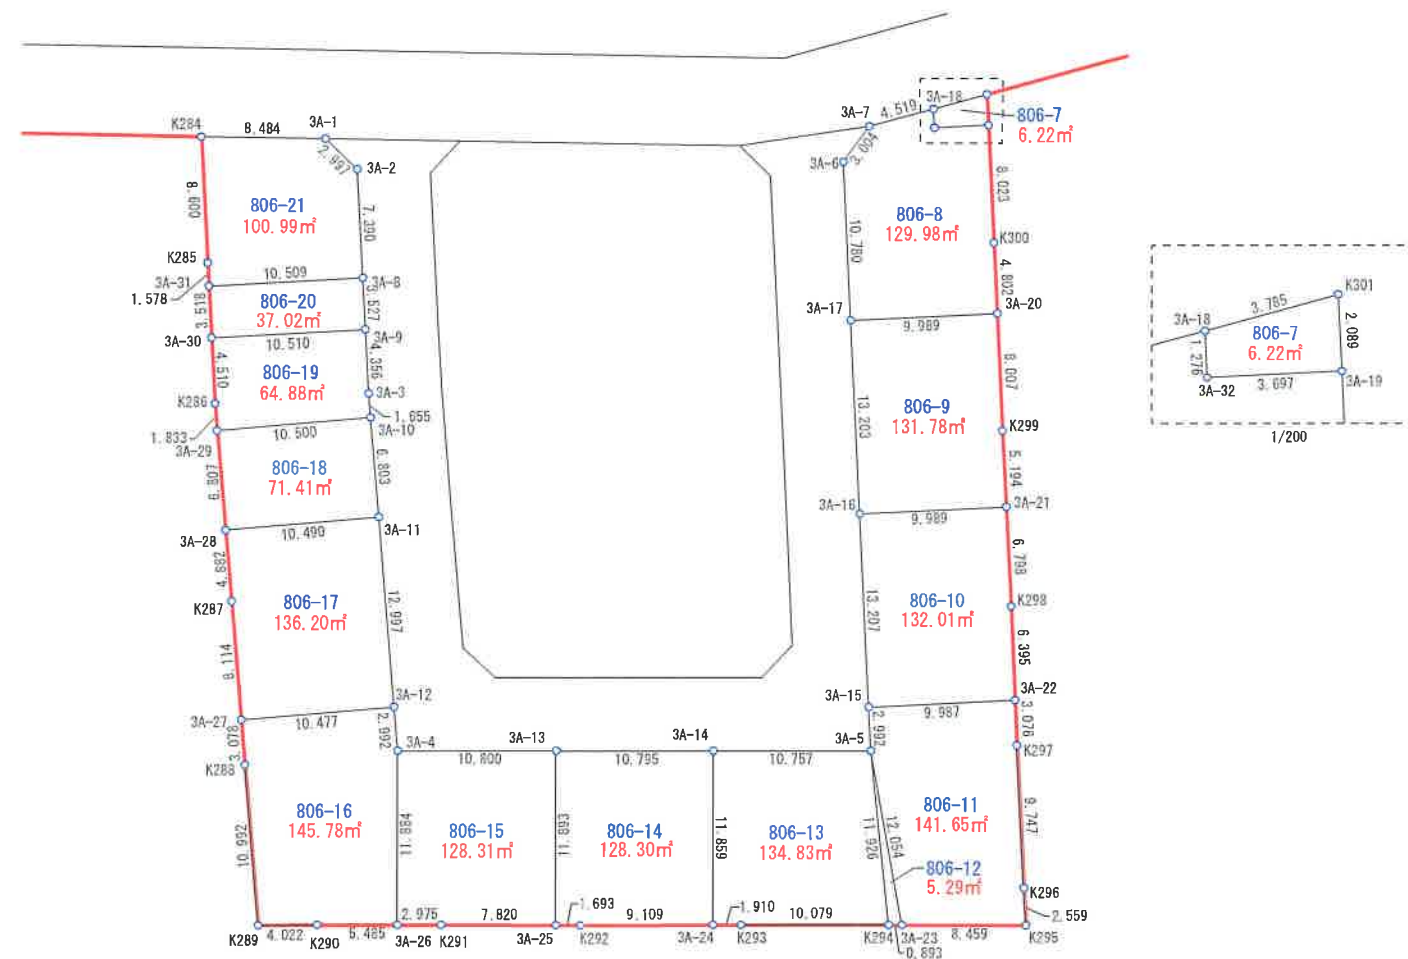 K284
8.484
3A-1
2.997
3A-2
7.390
8.600
806-21
100.99㎡
K285
3A-31
1.578
10.509
3A-8
3.527
3.518
806-20
37.02㎡
3A-30
10.510
3A-9
4.356
4.510
806-19
64.88㎡
K286
3A-3
1.655
1.833
3A-29
10.500
3A-10
6.803
6.807
806-18
71.41㎡
3A-28
10.490
3A-11
4.882
K287
806-17
136.20㎡
12.997
8.114
3A-27
10.477
3A-12
2.992
3.078
K288
3A-4
10.800
3A-13
10.795
3A-14
10.757
3A-5
10.992
806-16
145.78㎡
11.884
806-15
128.31㎡
11.893
806-14
128.30㎡
11.859
806-13
134.83㎡
11.926
12.054
806-11
141.65㎡
806-12
5.29㎡
9.747
K296
2.559
K289
4.022
K290
5.485
3A-26
2.975
K291
7.820
3A-25
1.693
K292
9.109
3A-24
1.910
K293
10.079
K294
3A-23
0.893
8.459
K295
3A-7
4.519
3A-18
806-7
6.22㎡
3A-6
3.004
8.023
10.780
806-8
129.98㎡
K300
4.802
3A-17
9.989
3A-20
8.007
13.203
806-9
131.78㎡
K299
5.194
3A-16
9.989
3A-21
6.798
13.207
806-10
132.01㎡
K298
6.395
3A-15
2.992
9.987
3A-22
3.076
K297
K301
3A-18
3.785
2.089
1.276
806-7
6.22㎡
3A-32
3.697
3A-19
1/200